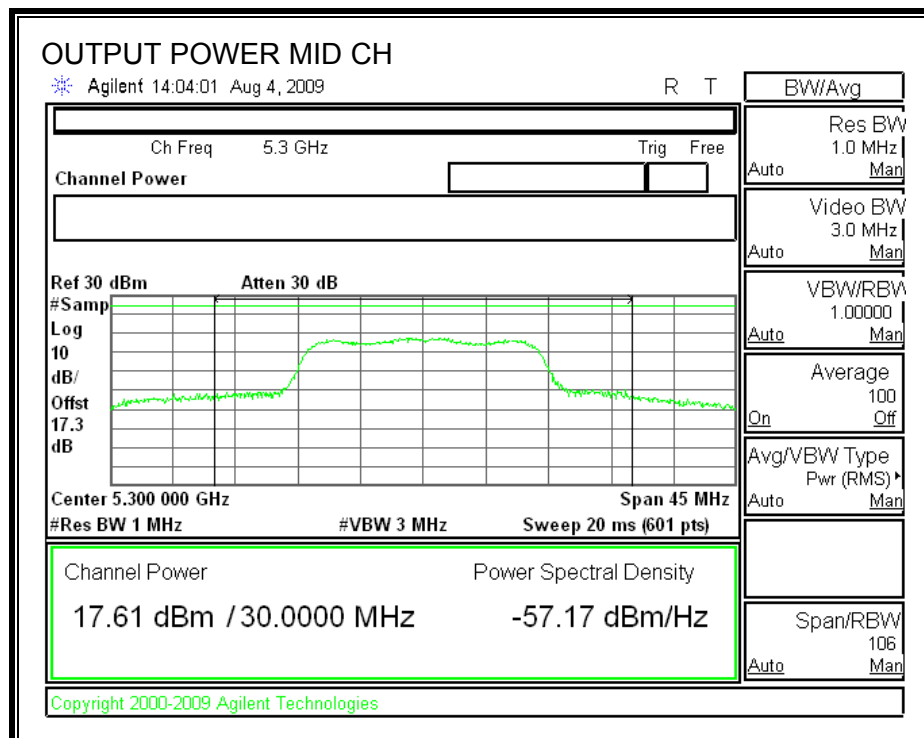 OUTPUT POWER MID CH
Agilent 14:04:01 Aug 4, 2009 R T
BW/Avg
Ch Freq 5.3 GHz Trig Free
Channel Power
Res BW
1.0 MHz
Auto Man
Video BW
3.0 MHz
Auto Man
VBW/RBW
1.00000
Auto Man
Average
100
On Off
Avg/VBW Type
Pwr (RMS)
Auto Man
Span/RBW
106
Auto Man
Ref 30 dBm Atten 30 dB
#Samp
Log
10
dB/
Offst
17.3
dB
Center 5.300 000 GHz Span 45 MHz
#Res BW 1 MHz #VBW 3 MHz Sweep 20 ms (601 pts)
Channel Power Power Spectral Density
17.61 dBm / 30.0000 MHz -57.17 dBm/Hz
Copyright 2000-2009 Agilent Technologies